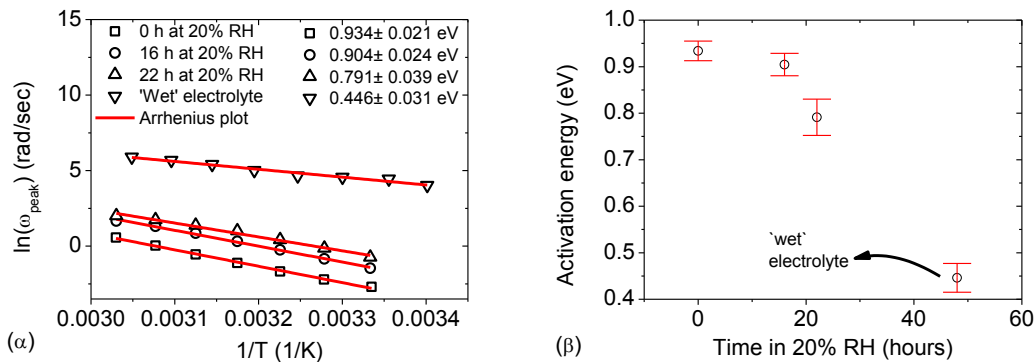 15
10
5
0
ln(ω_peak) (rad/sec)
0 h at 20% RH 0.934± 0.021 eV
16 h at 20% RH 0.904± 0.024 eV
22 h at 20% RH 0.791± 0.039 eV
'Wet' electrolyte 0.446± 0.031 eV
Arrhenius plot
0.0030 0.0031 0.0032 0.0033 0.0034
1/T (1/K)
(α)
1.0
0.9
0.8
0.7
0.6
0.5
0.4
Activation energy (eV)
`wet`
electrolyte
0 20 40 60
Time in 20% RH (hours)
(β)